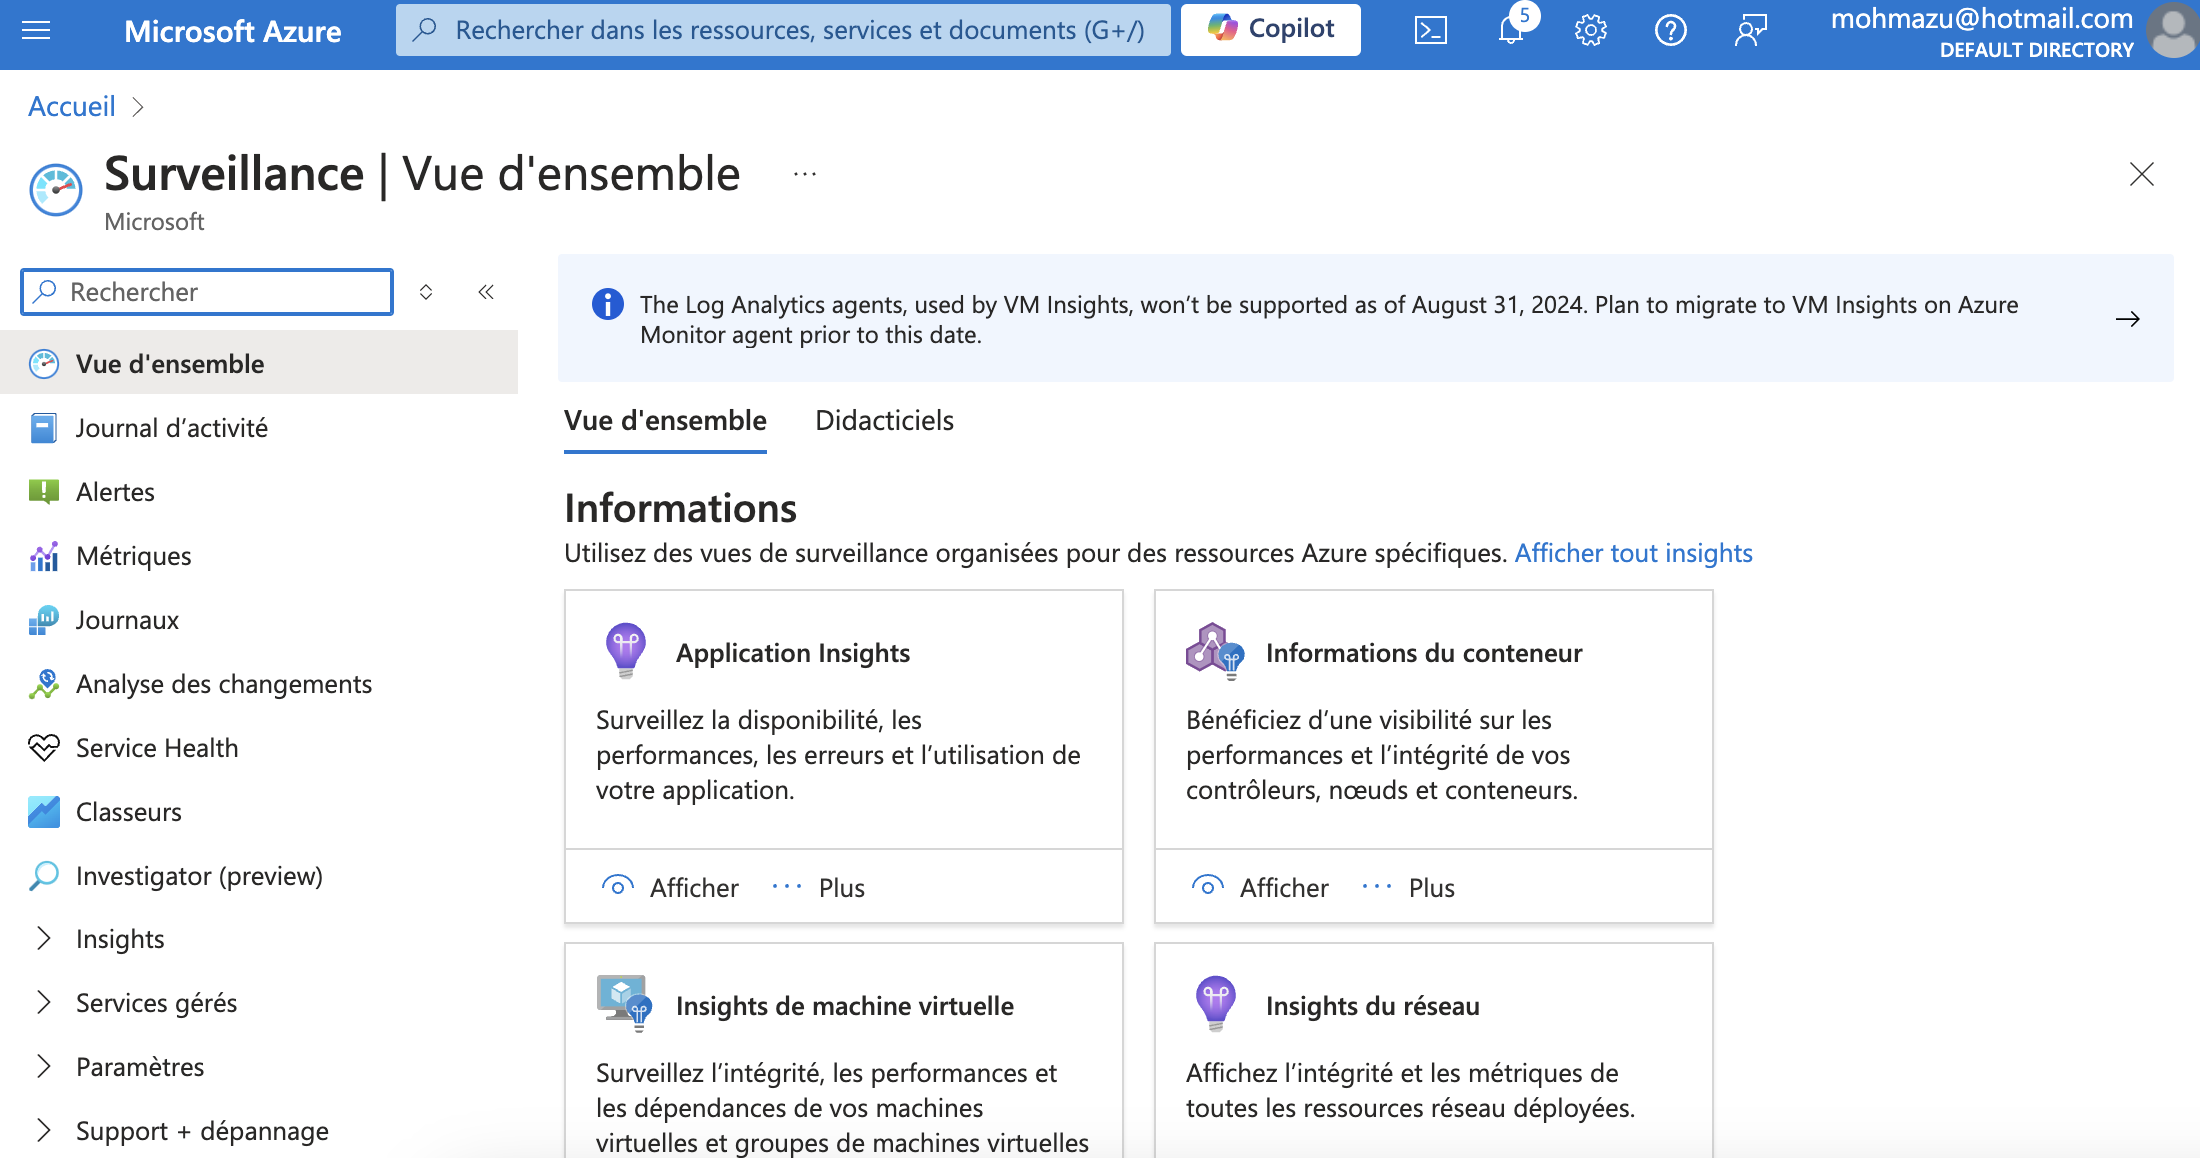 Microsoft Azure
Rechercher dans les ressources, services et documents (G+/)
Copilot
5
mohmazu@hotmail.com
DEFAULT DIRECTORY
Accueil
Surveillance | Vue d'ensemble
...
Microsoft
Rechercher
Vue d'ensemble
Journal d’activité
Alertes
Métriques
Journaux
Analyse des changements
Service Health
Classeurs
Investigator (preview)
Insights
Services gérés
Paramètres
Support + dépannage
The Log Analytics agents, used by VM Insights, won’t be supported as of August 31, 2024. Plan to migrate to VM Insights on Azure
Monitor agent prior to this date.
Vue d'ensemble
Didacticiels
Informations
Utilisez des vues de surveillance organisées pour des ressources Azure spécifiques. Afficher tout insights
Application Insights
Surveillez la disponibilité, les
performances, les erreurs et l’utilisation de
votre application.
Afficher
... Plus
Informations du conteneur
Bénéficiez d’une visibilité sur les
performances et l’intégrité de vos
contrôleurs, nœuds et conteneurs.
Afficher
... Plus
Insights de machine virtuelle
Surveillez l’intégrité, les performances et
les dépendances de vos machines
virtuelles et groupes de machines virtuelles
Insights du réseau
Affichez l’intégrité et les métriques de
toutes les ressources réseau déployées.